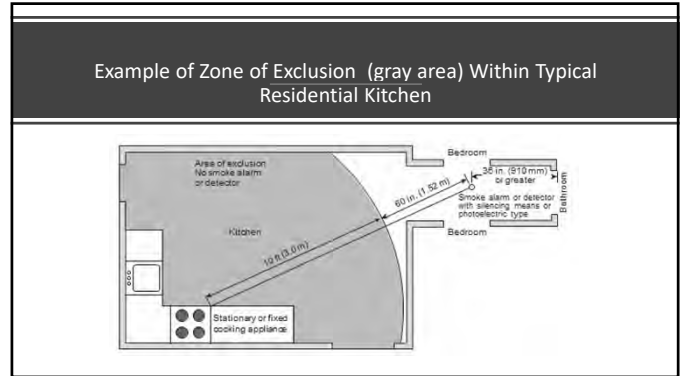 Example of Zone of Exclusion (gray area) Within Typical
Residential Kitchen
Area of exclusion
No smoke alarm
or detector
Bedroom
36 in. (910 mm)
or greater
60 in. (1.52 m)
Smoke alarm or detector
with silencing means or
photoelectric type
Bathroom
Kitchen
Bedroom
10 ft (3.0 m)
Stationary or fixed
cooking appliance